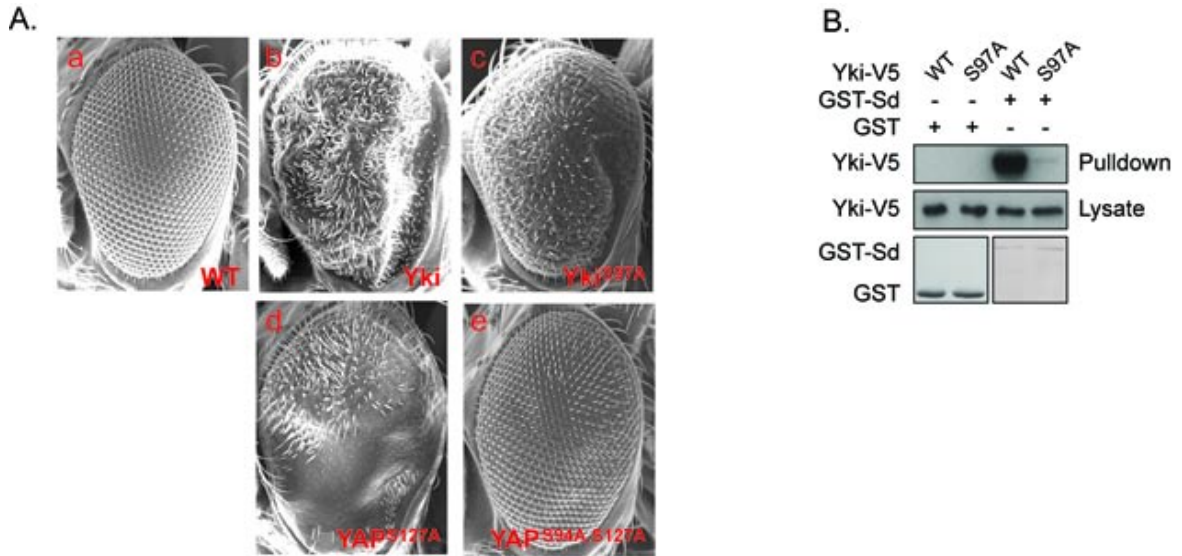 A.
a
WT
b
Yki
c
Yki S97A
d
YAP S127A
e
YAP S94A S127A
B.
Yki-V5 WT S97A WT S97A
GST-Sd - - + +
GST + + - -
Yki-V5 Pulldown
Yki-V5 Lysate
GST-Sd
GST